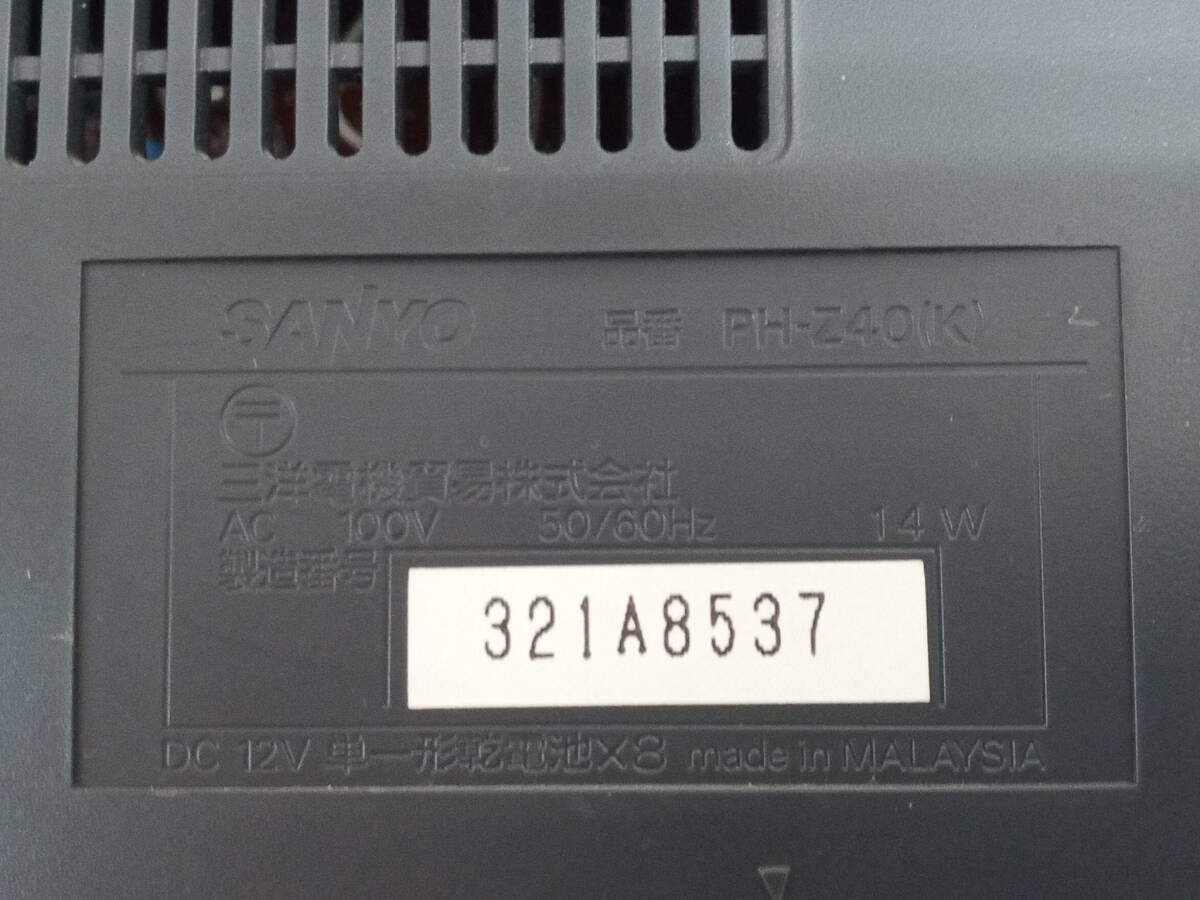 SANYO 品番 PH-Z40(K)
〒
三洋電機貿易株式会社
AC 100V 50/60Hz 14W
製造番号
321A8537
DC 12V 単一形乾電池×8 made in MALAYSIA